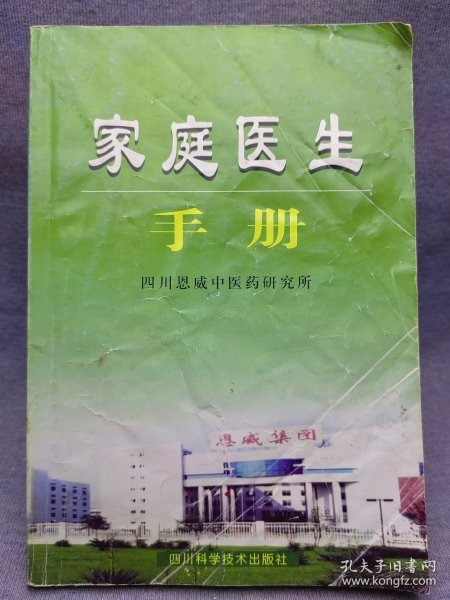 家庭医生
手册
四川恩威中医药研究所
恩威集团
四川科学技术出版社
孔夫子旧书网
www.kongfz.com